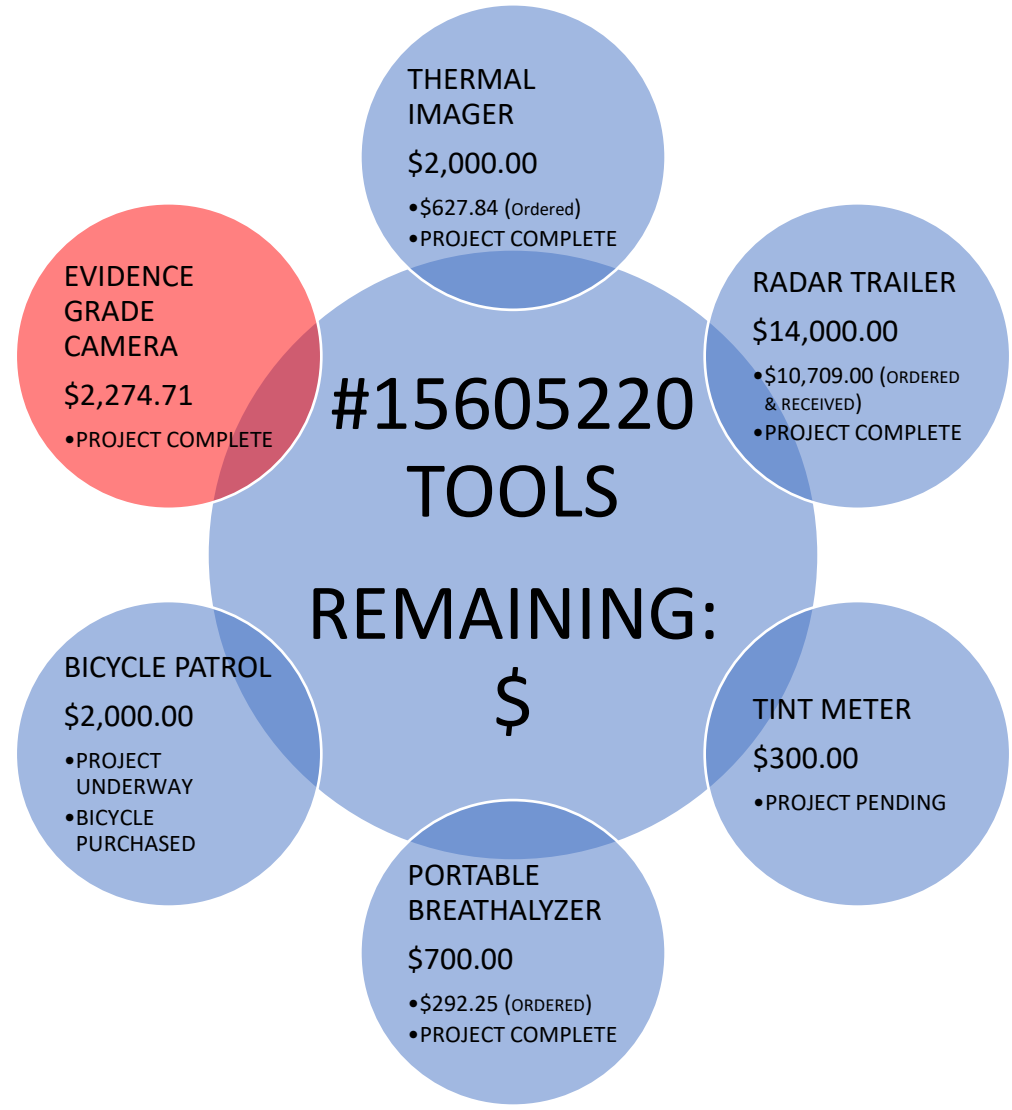 THERMAL
IMAGER
$2,000.00
•$627.84 (Ordered)
•PROJECT COMPLETE
RADAR TRAILER
$14,000.00
•$10,709.00 (ORDERED
& RECEIVED)
•PROJECT COMPLETE
TINT METER
$300.00
•PROJECT PENDING
PORTABLE
BREATHALYZER
$700.00
•$292.25 (ORDERED)
•PROJECT COMPLETE
BICYCLE PATROL
$2,000.00
•PROJECT
UNDERWAY
•BICYCLE
PURCHASED
EVIDENCE
GRADE
CAMERA
$2,274.71
•PROJECT COMPLETE
#15605220
TOOLS
REMAINING:
$